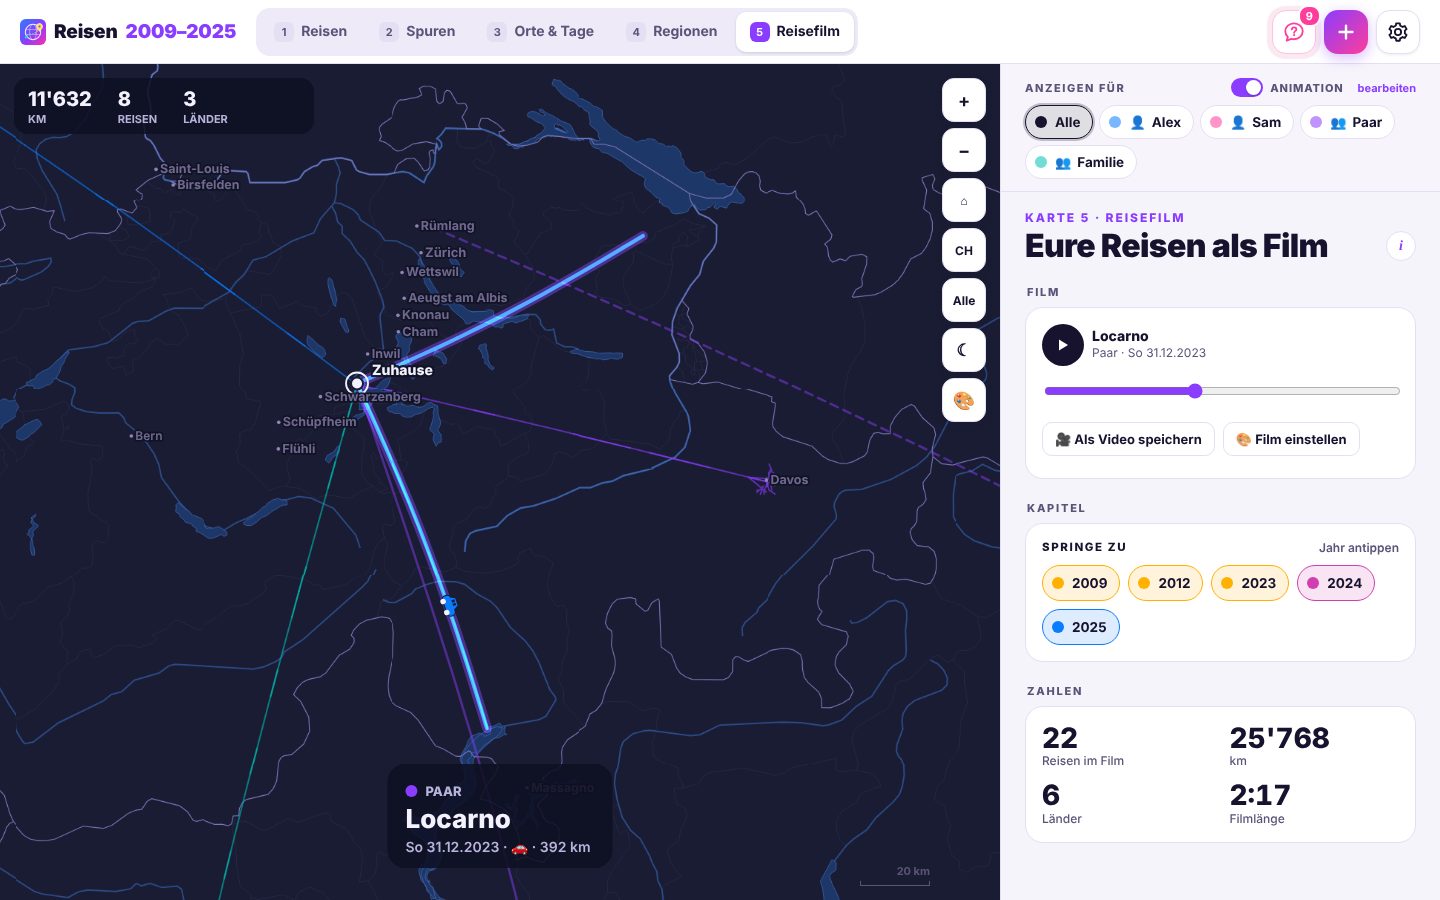 Reisen 2009–2025
1 Reisen
2 Spuren
3 Orte & Tage
4 Regionen
5 Reisefilm
9
11'632 8 3
KM REISEN LÄNDER
Saint-Louis
Birsfelden
Rümlang
Zürich
Wettswil
Aeugst am Albis
Knonau
Cham
Inwil
Zuhause
Schwarzenberg
Schüpfheim
Bern
Flühli
Davos
Massagno
+
−
CH
Alle
PAAR
Locarno
So 31.12.2023 · 🚗 · 392 km
20 km
ANZEIGEN FÜR
ANIMATION bearbeiten
Alle
Alex
Sam
Paar
Familie
KARTE 5 · REISEFILM
Eure Reisen als Film
i
FILM
Locarno
Paar · So 31.12.2023
Als Video speichern
Film einstellen
KAPITEL
SPRINGE ZU
Jahr antippen
2009
2012
2023
2024
2025
ZAHLEN
22 25'768
Reisen im Film km
6 2:17
Länder Filmlänge